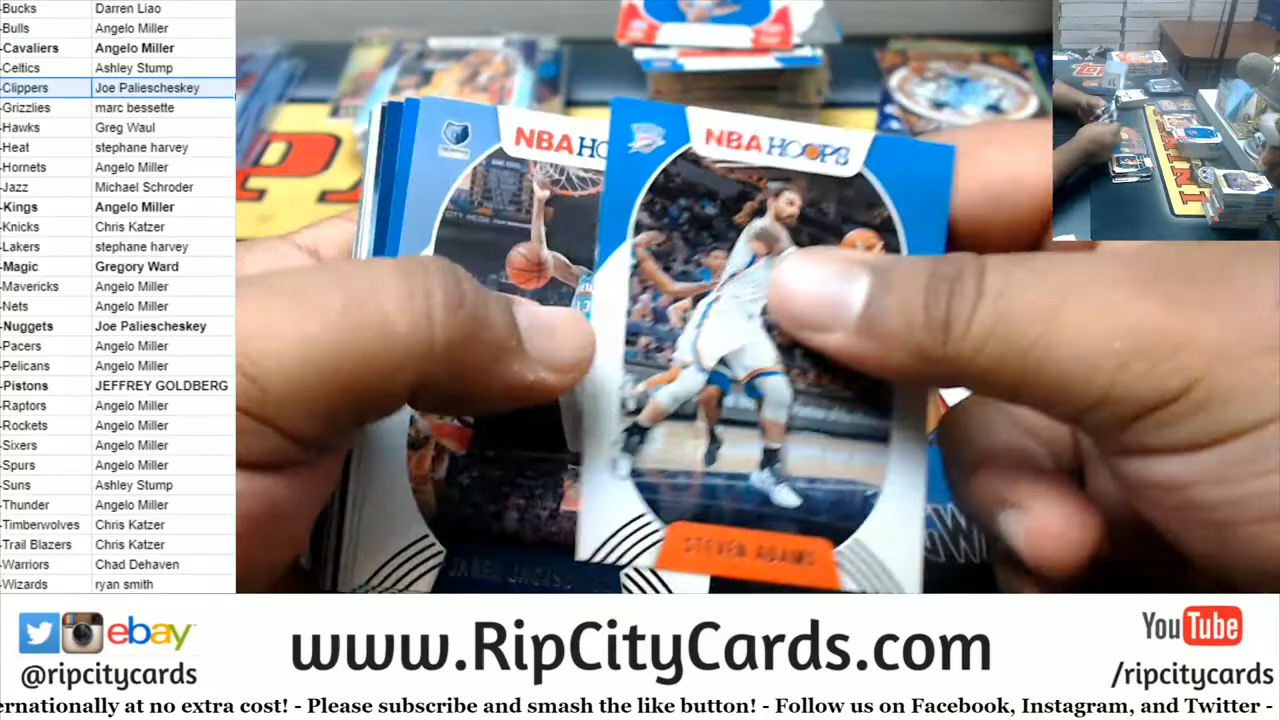 -Bucks Darren Liao
-Bulls Angelo Miller
-Cavaliers Angelo Miller
-Celtics Ashley Stump
-Clippers Joe Paliescheskey
-Grizzlies marc bessette
-Hawks Greg Waul
-Heat stephane harvey
-Hornets Angelo Miller
-Jazz Michael Schroder
-Kings Angelo Miller
-Knicks Chris Katzer
-Lakers stephane harvey
-Magic Gregory Ward
-Mavericks Angelo Miller
-Nets Angelo Miller
-Nuggets Joe Paliescheskey
-Pacers Angelo Miller
-Pelicans Angelo Miller
-Pistons JEFFREY GOLDBERG
-Raptors Angelo Miller
-Rockets Angelo Miller
-Sixers Angelo Miller
-Spurs Angelo Miller
-Suns Ashley Stump
-Thunder Angelo Miller
-Timberwolves Chris Katzer
-Trail Blazers Chris Katzer
-Warriors Chad Dehaven
-Wizards ryan smith
NBA HO
NBA HOOPS
JAREN JACKS
STEVEN ADAMS
ebay
@ripcitycards
www.RipCityCards.com
YouTube
/ripcitycards
ernationally at no extra cost! - Please subscribe and smash the like button! - Follow us on Facebook, Instagram, and Twitter -